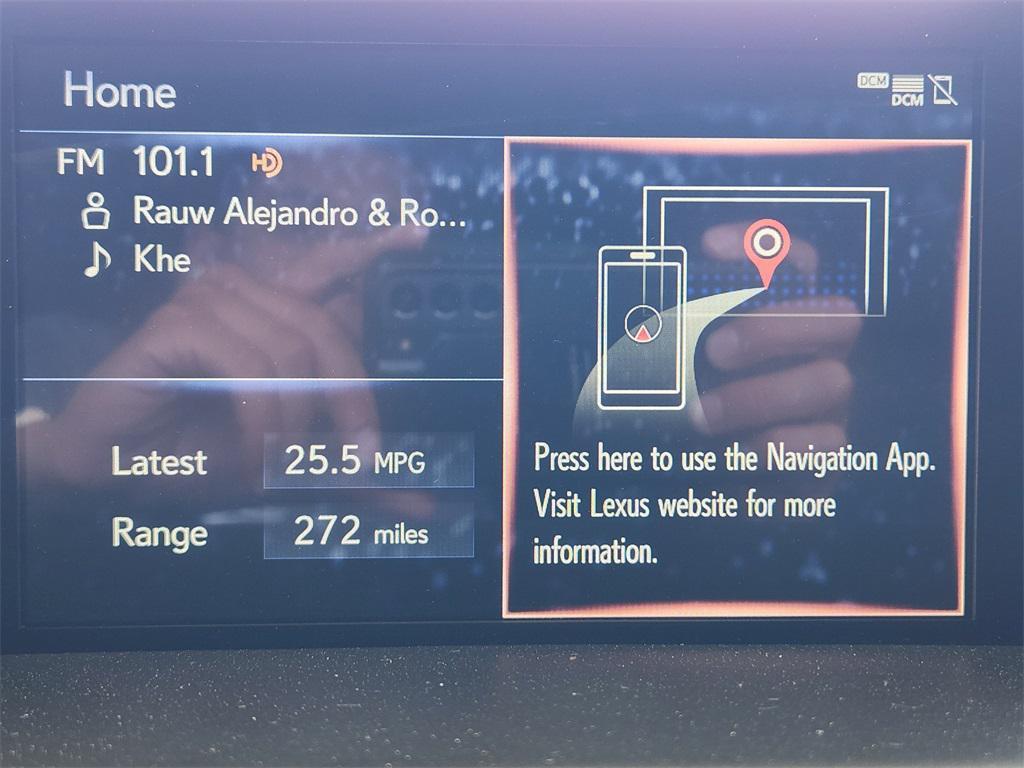 Home
DCM
DCM
FM 101.1 HD
Rauw Alejandro & Ro...
Khe
Latest 25.5 MPG
Range 272 miles
Press here to use the Navigation App.
Visit Lexus website for more
information.